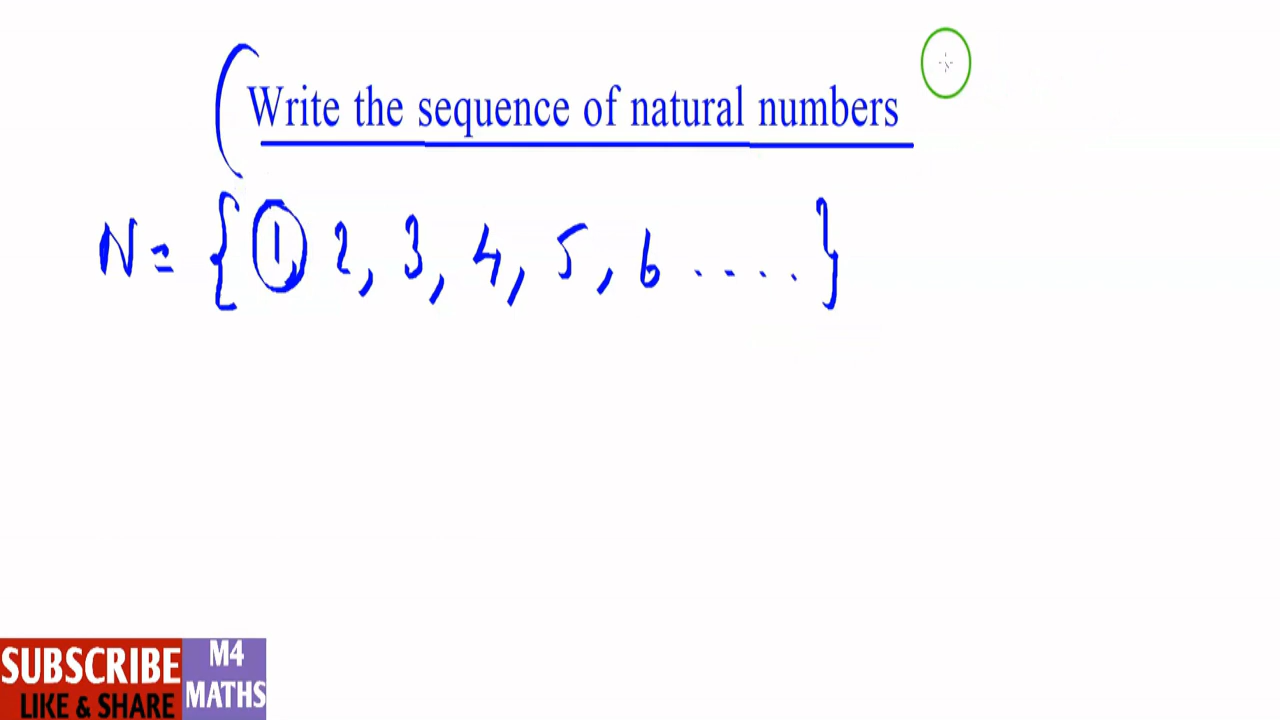 Write the sequence of natural numbers
N = { 1, 2, 3, 4, 5, 6 .... }
SUBSCRIBE
LIKE & SHARE
M4
MATHS